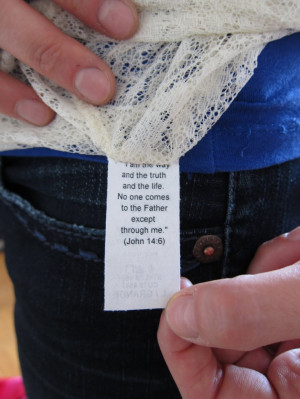 "I am the way
and the truth
and the life.
No one comes
to the Father
except
through me."
(John 14:6)